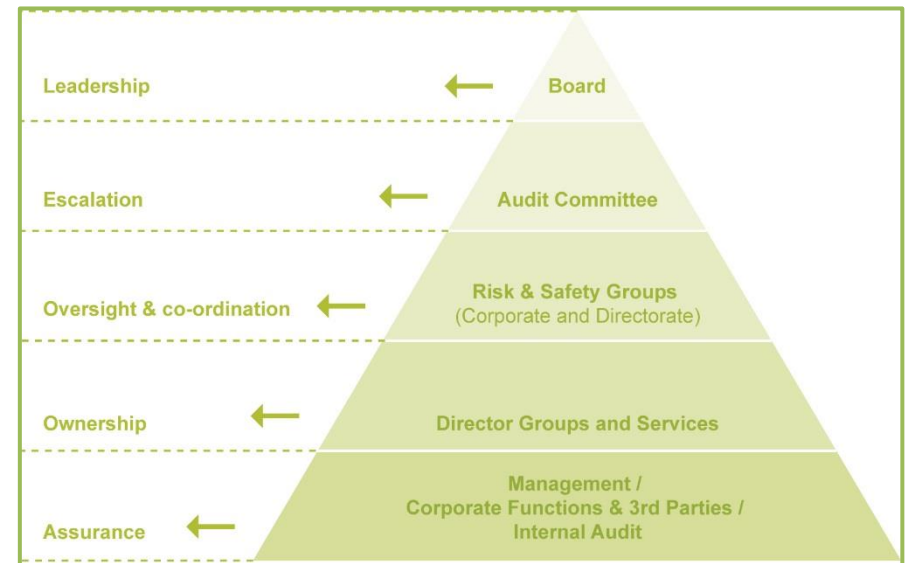 Leadership
Board
Escalation
Audit Committee
Oversight & co-ordination
Risk & Safety Groups
(Corporate and Directorate)
Ownership
Director Groups and Services
Assurance
Management /
Corporate Functions & 3rd Parties /
Internal Audit